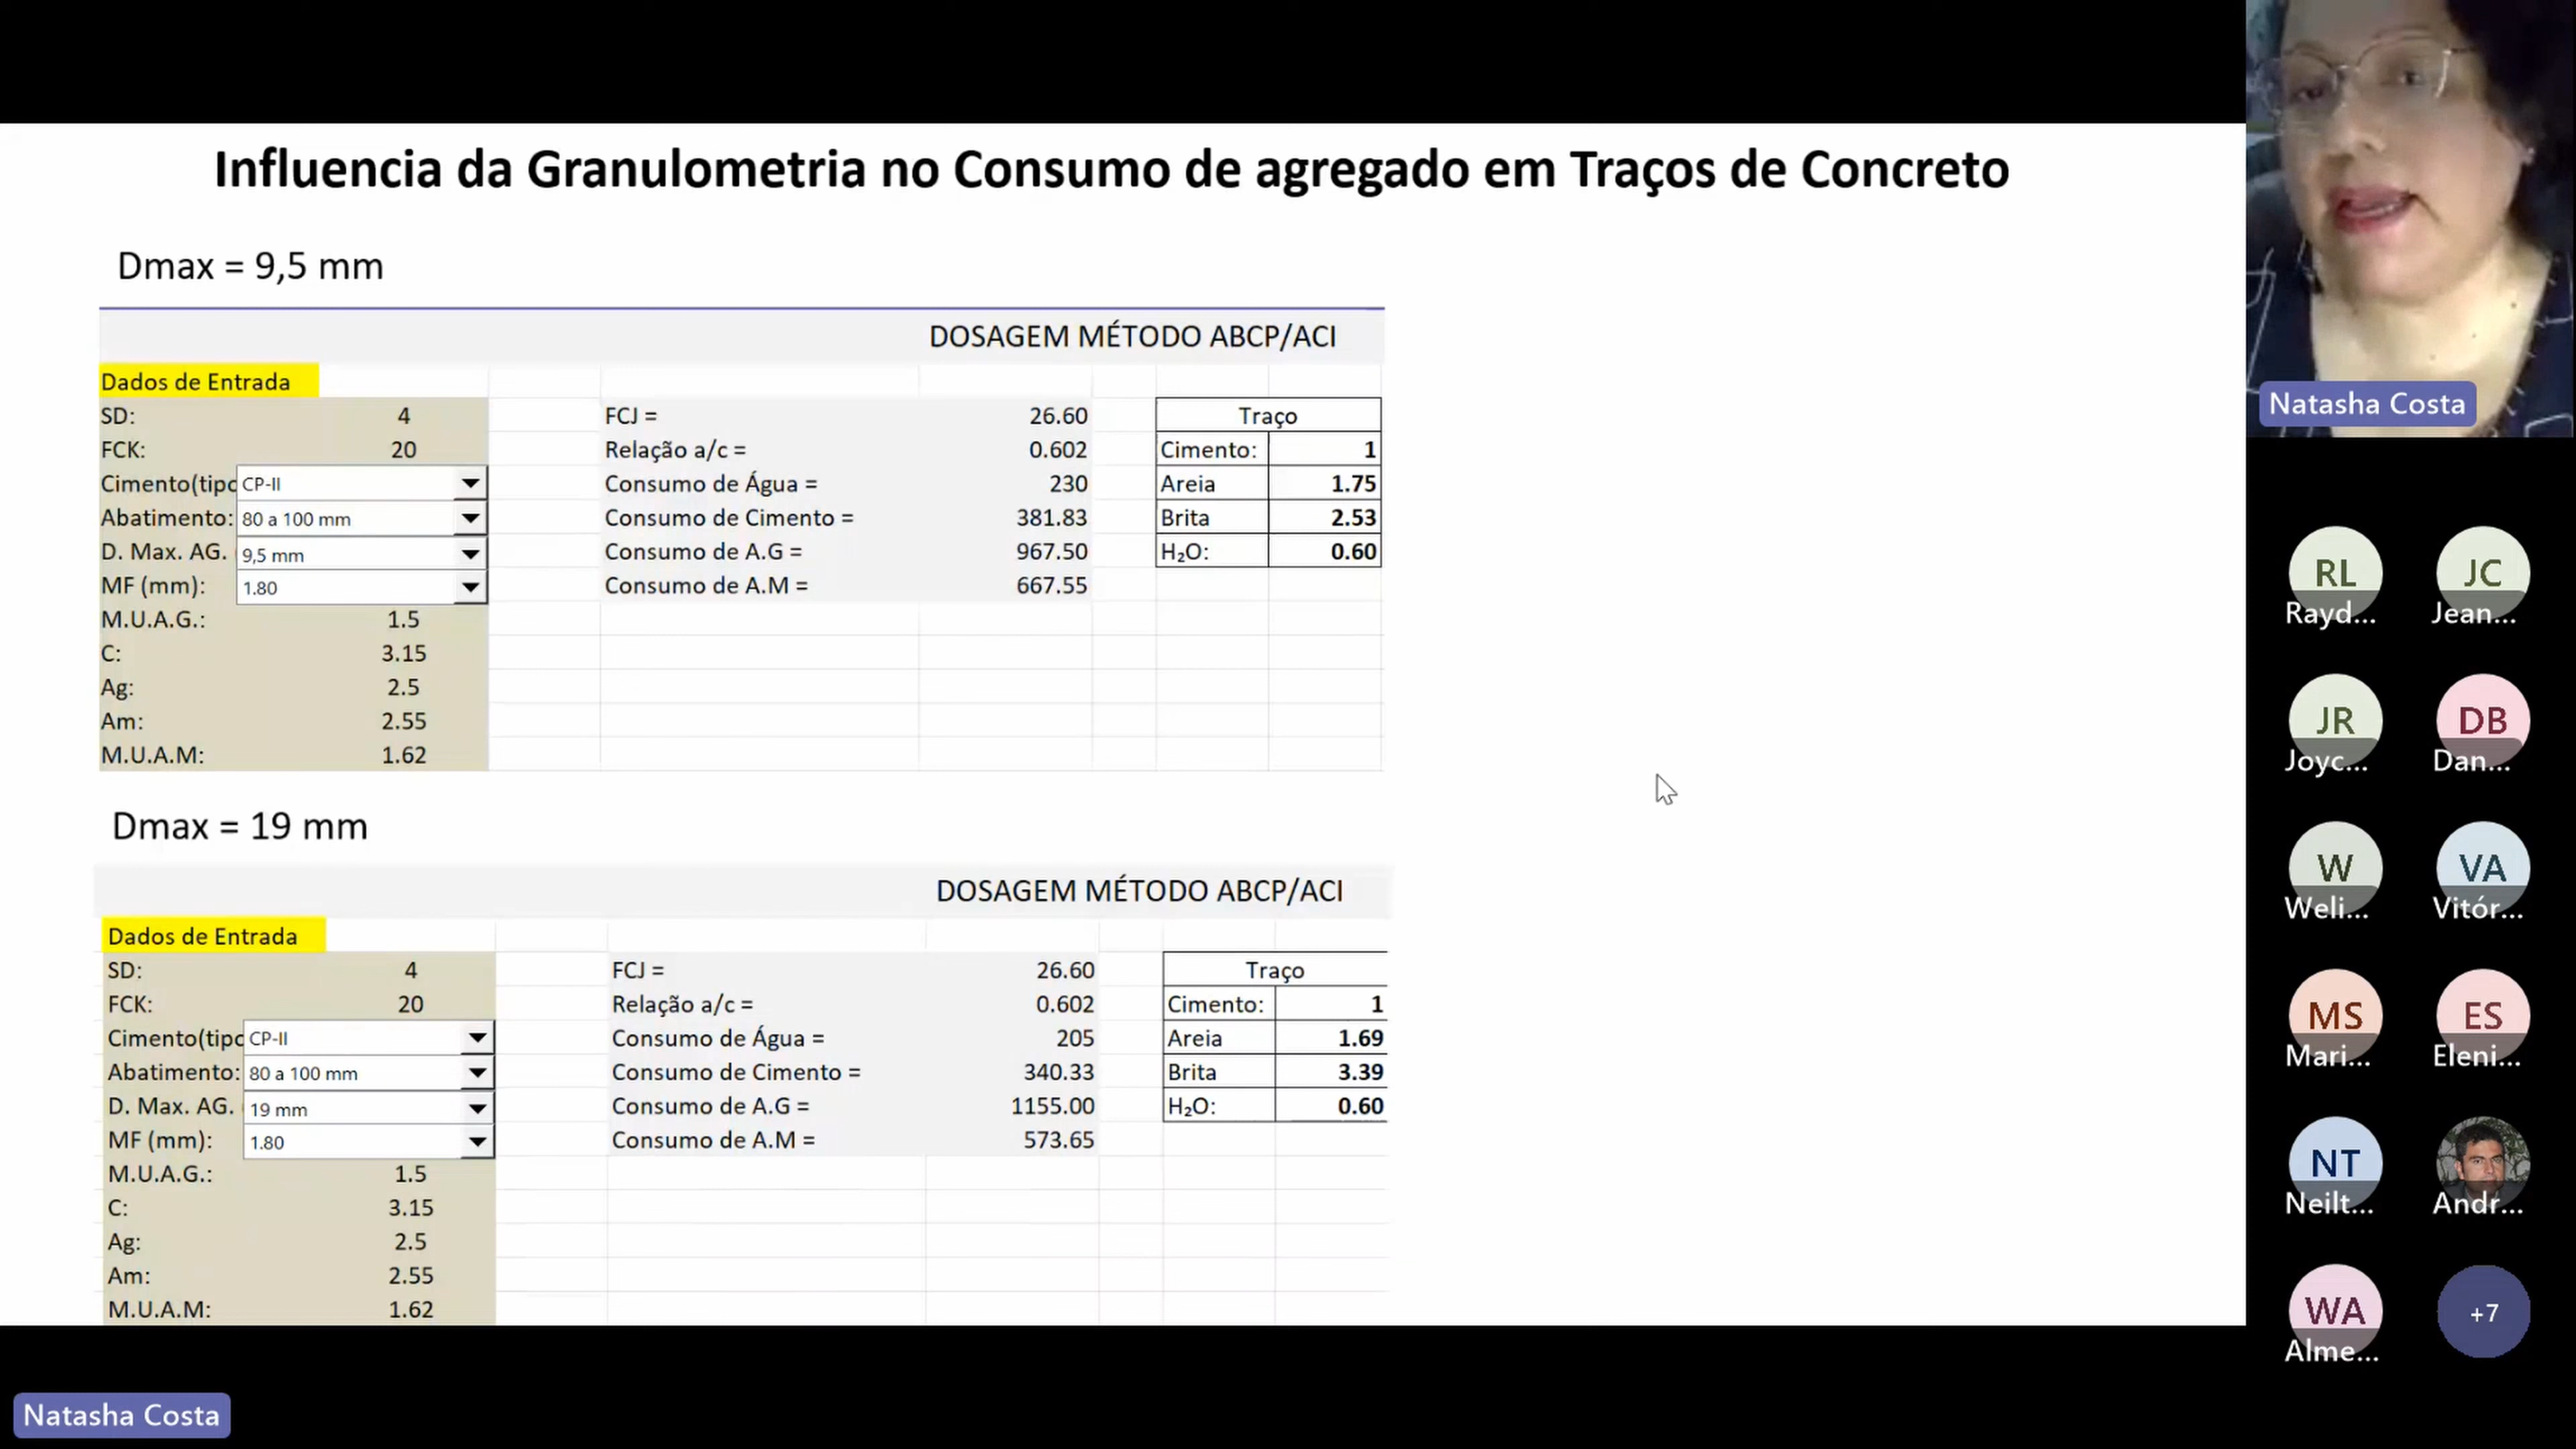 Influencia da Granulometria no Consumo de agregado em Traços de Concreto
Dmax = 9,5 mm
DOSAGEM MÉTODO ABCP/ACI
Dados de Entrada
SD: 4 FCJ = 26.60 Traço
FCK: 20 Relação a/c = 0.602 Cimento: 1
Cimento(tipo CP-II Consumo de Água = 230 Areia 1.75
Abatimento: 80 a 100 mm Consumo de Cimento = 381.83 Brita 2.53
D. Max. AG. 9,5 mm Consumo de A.G = 967.50 H₂O: 0.60
MF (mm): 1.80 Consumo de A.M = 667.55
M.U.A.G.: 1.5
C: 3.15
Ag: 2.5
Am: 2.55
M.U.A.M: 1.62
Dmax = 19 mm
DOSAGEM MÉTODO ABCP/ACI
Dados de Entrada
SD: 4 FCJ = 26.60 Traço
FCK: 20 Relação a/c = 0.602 Cimento: 1
Cimento(tipo CP-II Consumo de Água = 205 Areia 1.69
Abatimento: 80 a 100 mm Consumo de Cimento = 340.33 Brita 3.39
D. Max. AG. 19 mm Consumo de A.G = 1155.00 H₂O: 0.60
MF (mm): 1.80 Consumo de A.M = 573.65
M.U.A.G.: 1.5
C: 3.15
Ag: 2.5
Am: 2.55
M.U.A.M: 1.62
Natasha Costa
Natasha Costa
RL JC
Rayd... Jean...
JR DB
Joyc... Dan...
W VA
Weli... Vitór...
MS ES
Mari... Eleni...
NT
Neilt... Andr...
WA +7
Alme...